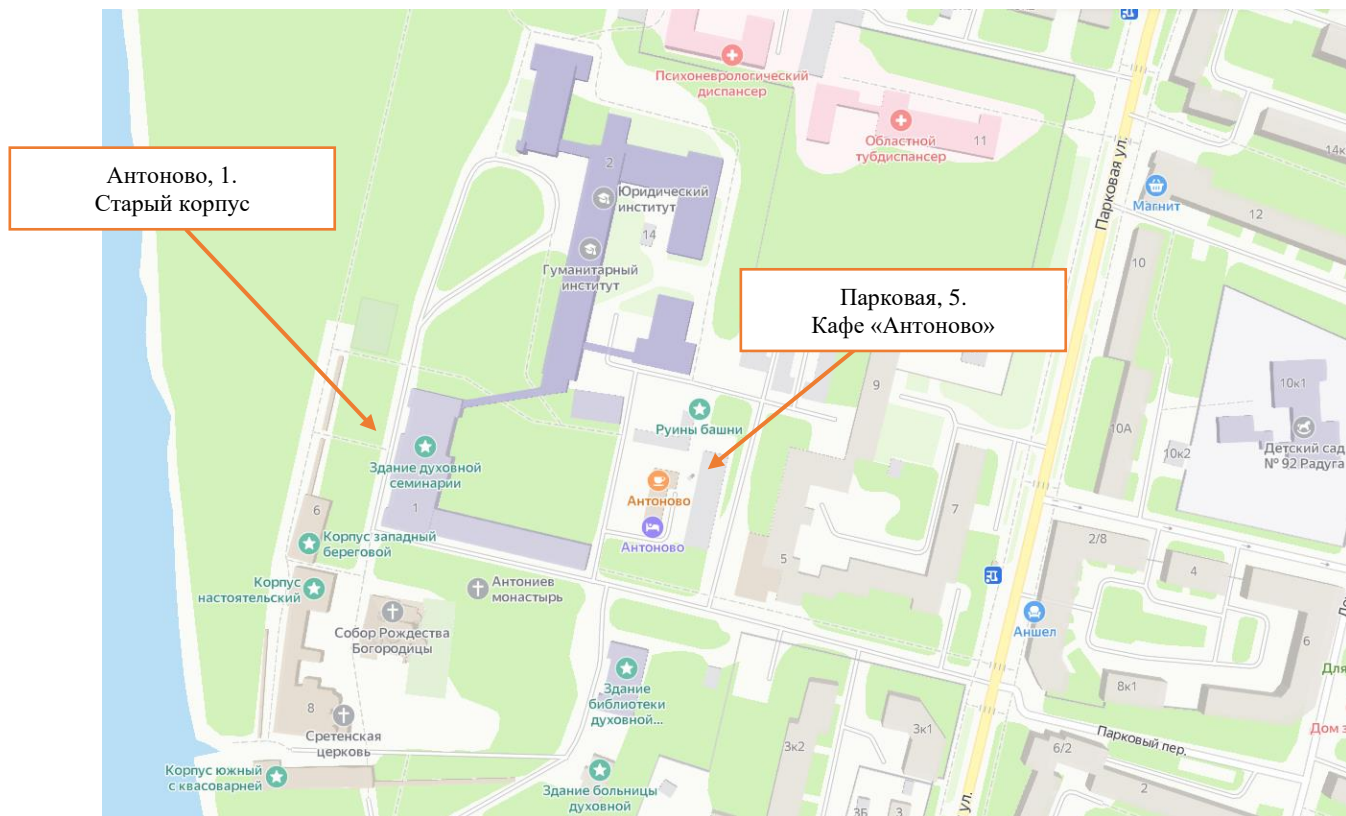 Психоневрологический
диспансер
Областной
тубдиспансер
11
14к
Парковая ул.
Магнит
12
2
Юридический
институт
14
Гуманитарный
институт
Антоново, 1.
Старый корпус
Парковая, 5.
Кафе «Антоново»
10
9
10к1
10А
Руины башни
Детский сад
№ 92 Радуга
10к2
Здание духовной
семинарии
Антоново
1
6
7
Корпус западный
береговой
2/8
Антоново
5
4
Корпус
настоятельский
Антониев
монастырь
Собор Рождества
Богородицы
Аншел
6
Для
Здание
библиотеки
духовной...
8к1
8
Сретенская
церковь
3к1
3к2
Парковый пер.
Дом з
6/2
Корпус южный
с квасоварней
Здание больницы
духовной
2
ул.
3Б
3